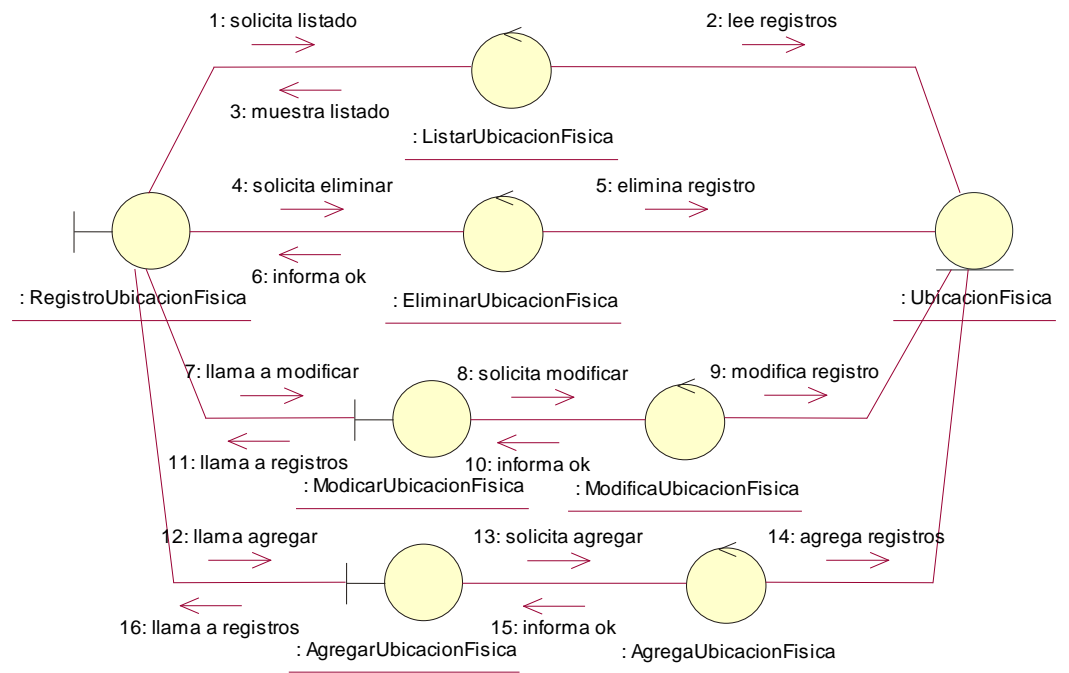 1: solicita listado
2: lee registros
3: muestra listado
: ListarUbicacionFisica
4: solicita eliminar
5: elimina registro
6: informa ok
: RegistroUbicacionFisica
: EliminarUbicacionFisica
: UbicacionFisica
7: llama a modificar
8: solicita modificar
9: modifica registro
11: llama a registros
10: informa ok
: ModicarUbicacionFisica
: ModificaUbicacionFisica
12: llama agregar
13: solicita agregar
14: agrega registros
16: llama a registros
15: informa ok
: AgregarUbicacionFisica
: AgregaUbicacionFisica